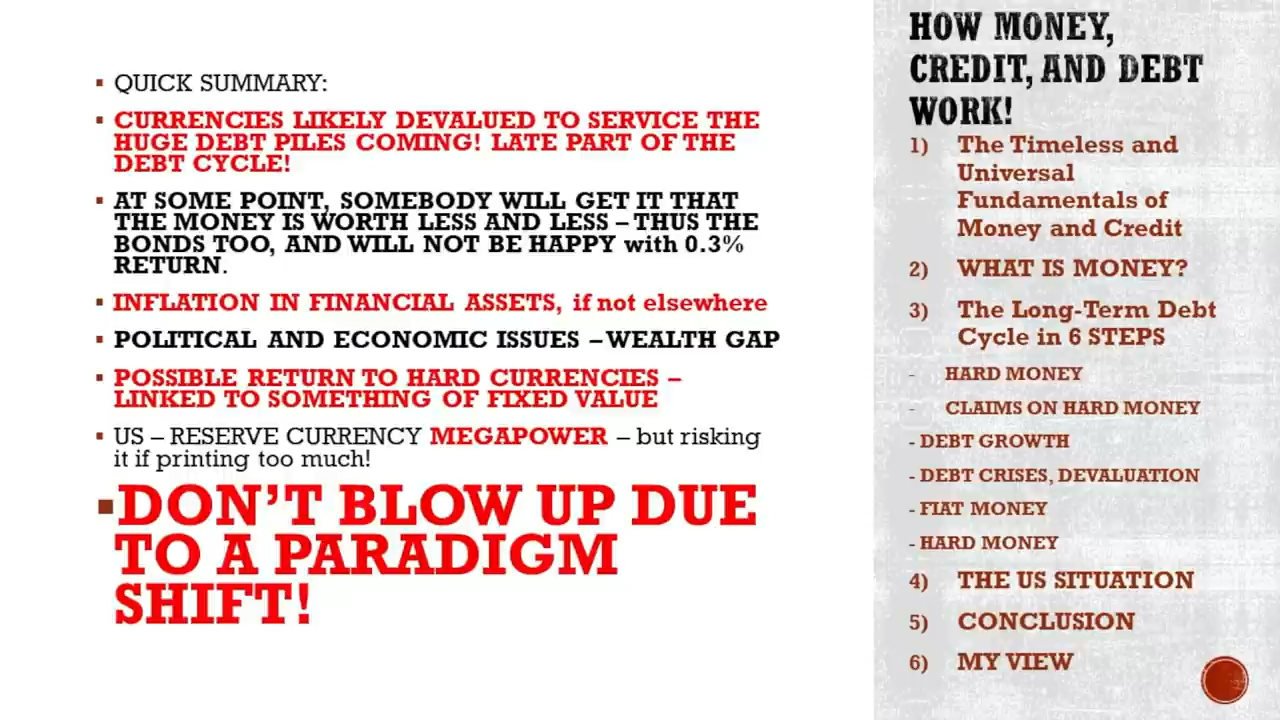 ▪ QUICK SUMMARY:
▪ CURRENCIES LIKELY DEVALUED TO SERVICE THE
HUGE DEBT PILES COMING! LATE PART OF THE
DEBT CYCLE!
▪ AT SOME POINT, SOMEBODY WILL GET IT THAT
THE MONEY IS WORTH LESS AND LESS – THUS THE
BONDS TOO, AND WILL NOT BE HAPPY with 0.3%
RETURN.
▪ INFLATION IN FINANCIAL ASSETS, if not elsewhere
▪ POLITICAL AND ECONOMIC ISSUES – WEALTH GAP
▪ POSSIBLE RETURN TO HARD CURRENCIES –
LINKED TO SOMETHING OF FIXED VALUE
▪ US – RESERVE CURRENCY MEGAPOWER – but risking
it if printing too much!
▪ DON'T BLOW UP DUE
TO A PARADIGM
SHIFT!
HOW MONEY,
CREDIT, AND DEBT
WORK!
1) The Timeless and
Universal
Fundamentals of
Money and Credit
2) WHAT IS MONEY?
3) The Long-Term Debt
Cycle in 6 STEPS
- HARD MONEY
- CLAIMS ON HARD MONEY
- DEBT GROWTH
- DEBT CRISES, DEVALUATION
- FIAT MONEY
- HARD MONEY
4) THE US SITUATION
5) CONCLUSION
6) MY VIEW